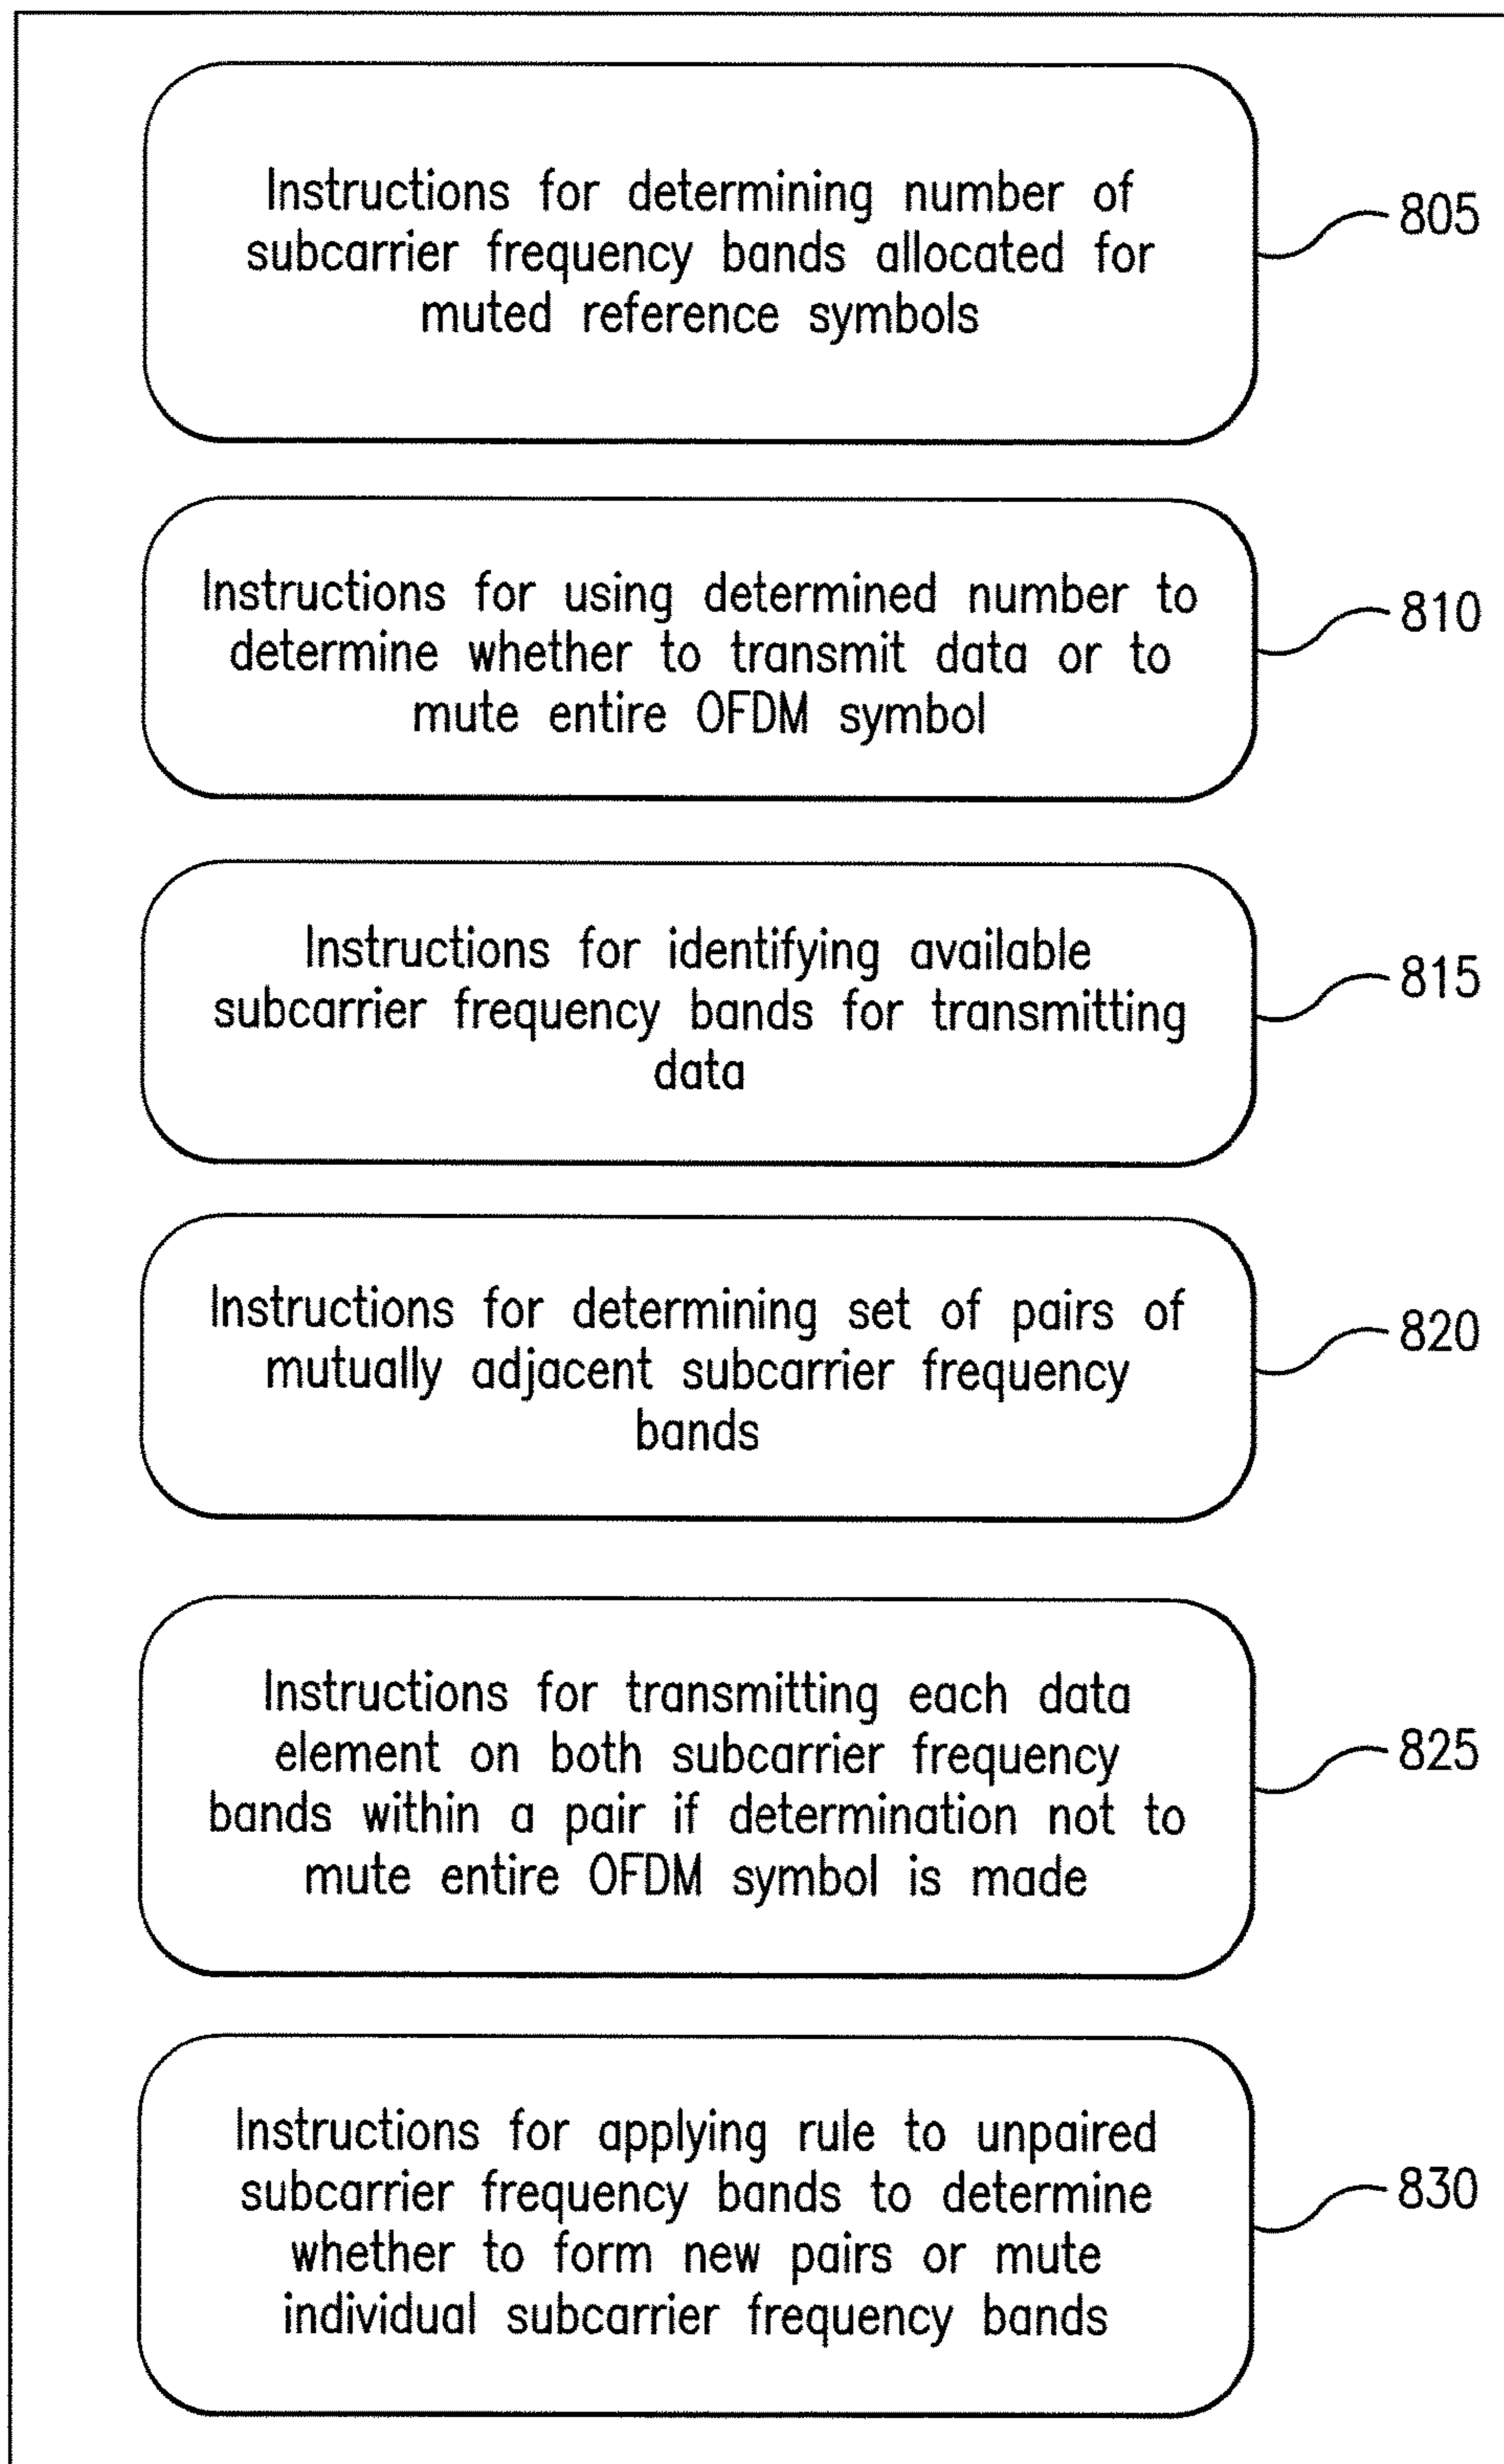 Instructions for determining number of
subcarrier frequency bands allocated for
muted reference symbols
805
Instructions for using determined number to
determine whether to transmit data or to
mute entire OFDM symbol
810
Instructions for identifying available
subcarrier frequency bands for transmitting
data
815
Instructions for determining set of pairs of
mutually adjacent subcarrier frequency
bands
820
Instructions for transmitting each data
element on both subcarrier frequency
bands within a pair if determination not to
mute entire OFDM symbol is made
825
Instructions for applying rule to unpaired
subcarrier frequency bands to determine
whether to form new pairs or mute
individual subcarrier frequency bands
830